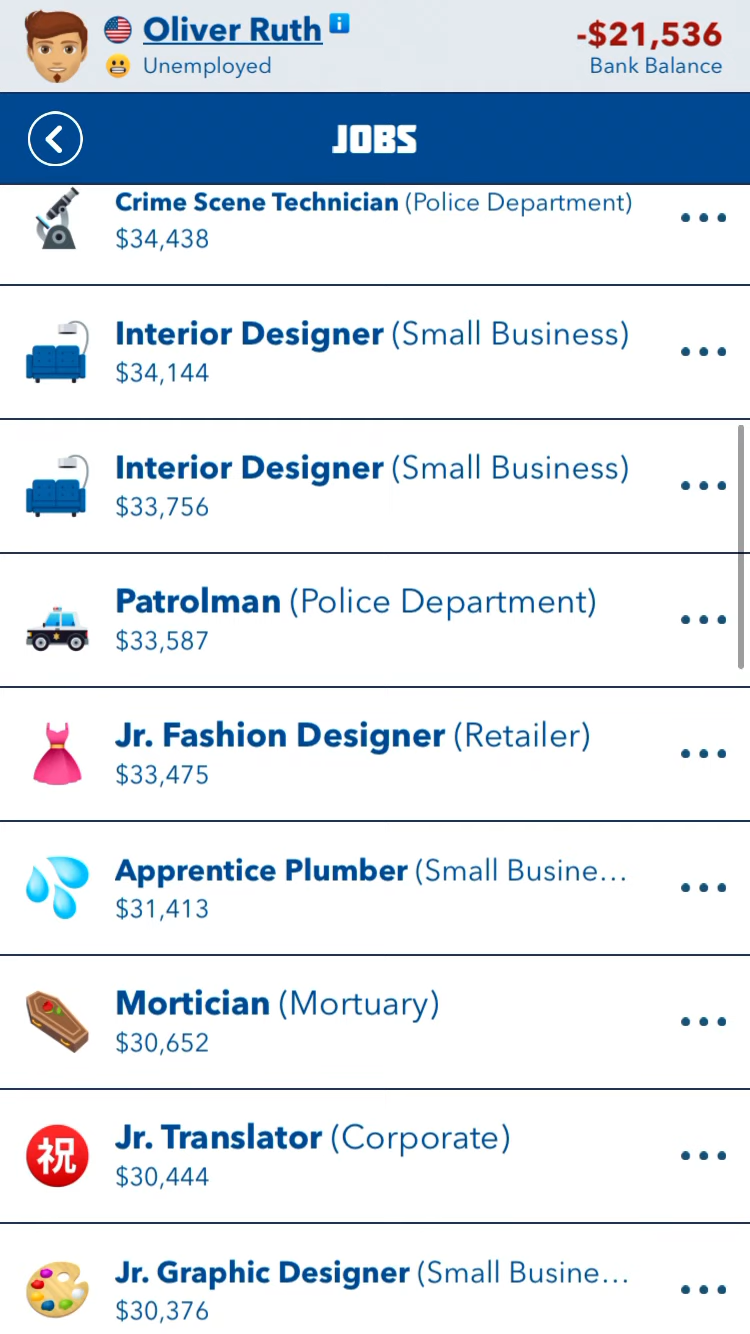 Oliver Ruth i
-$21,536
Unemployed
Bank Balance
JOBS
Crime Scene Technician (Police Department)
$34,438
Interior Designer (Small Business)
$34,144
Interior Designer (Small Business)
$33,756
Patrolman (Police Department)
$33,587
Jr. Fashion Designer (Retailer)
$33,475
Apprentice Plumber (Small Busine...
$31,413
Mortician (Mortuary)
$30,652
祝
Jr. Translator (Corporate)
$30,444
Jr. Graphic Designer (Small Busine...
$30,376